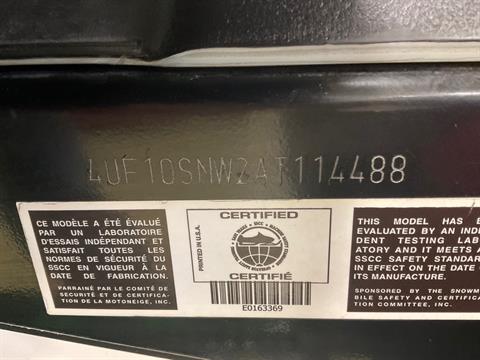 4UF10SNW2AT114488
CE MODÈLE A ÉTÉ ÉVALUÉ
PAR UN LABORATOIRE
D'ESSAIS INDÉPENDANT ET
SATISFAIT TOUTES LES
NORMES DE SÉCURITÉ DU
SSCC EN VIGUEUR À LA
DATE DE FABRICATION.
PARRAINÉ PAR LE COMITÉ DE
SÉCURITÉ ET DE CERTIFICA-
TION DE LA MOTONEIGE, INC.
PRINTED IN U.S.A.
CERTIFIED
SSCC
CERTIFIÉ
E0163369
THIS MODEL HAS BE
EVALUATED BY AN INDE
DENT TESTING LAB
ATORY AND IT MEETS A
SSCC SAFETY STANDAR
IN EFFECT ON THE DATE O
ITS MANUFACTURE.
SPONSORED BY THE SNOWM
BILE SAFETY AND CERTIFICA
TION COMMITTEE, INC.